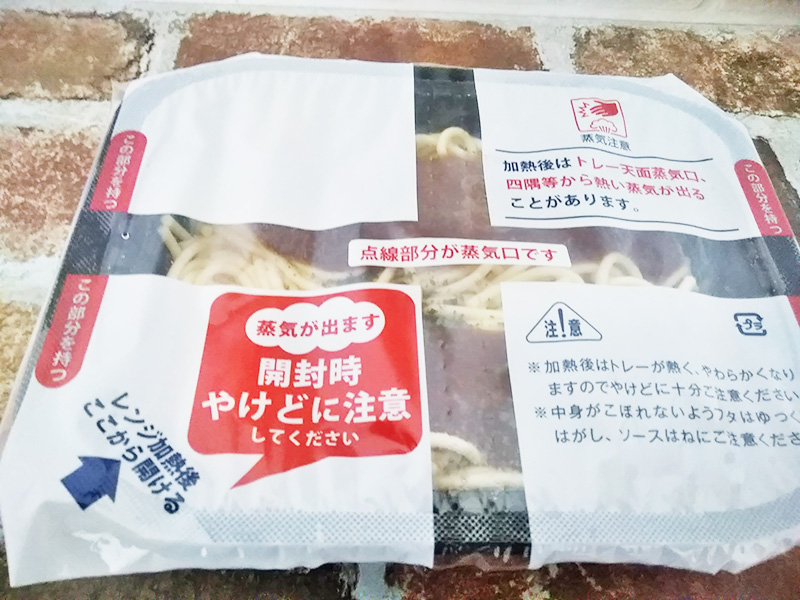 蒸気注意
加熱後はトレー天面蒸気口、
四隅等から熱い蒸気が出る
ことがあります。
この部分を持つ
この部分を持つ
点線部分が蒸気口です
この部分を持つ
蒸気が出ます
開封時
やけどに注意
してください
レンジ加熱後
ここから開ける
注!意
プラ
※加熱後はトレーが熱く、やわらかくなり
ますのでやけどに十分ご注意ください
※中身がこぼれないようフタはゆっく
はがし、ソースはねにご注意くださ